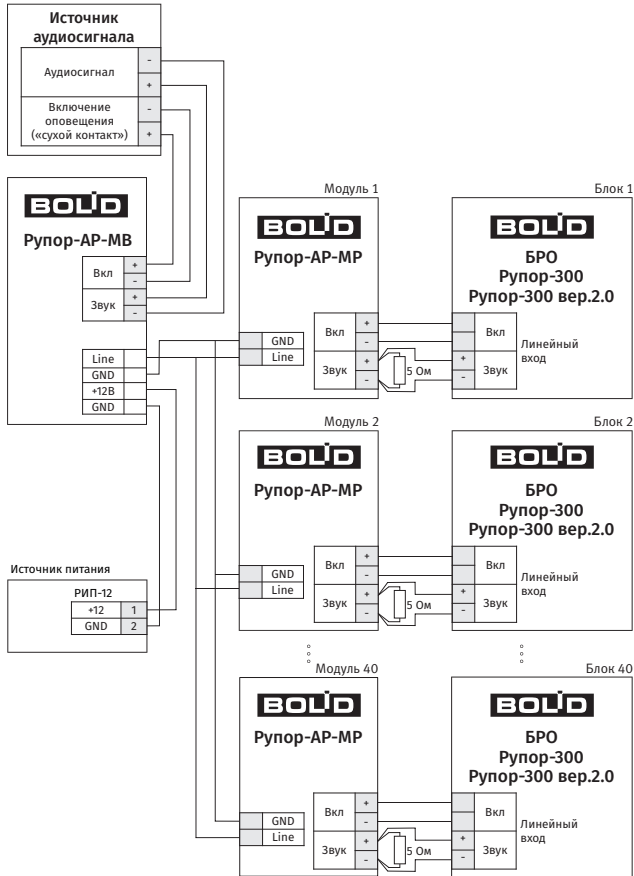 Источник
аудиосигнала
Аудиосигнал
-
+
Включение
оповещения
(«сухой контакт»)
-
+
BOLID
Рупор-АР-МВ
Вкл
+
-
Звук
+
-
Line
GND
+12В
GND
Источник питания
РИП-12
+12 1
GND 2
Модуль 1
BOLID
Рупор-АР-МР
GND
Line
Вкл
+
-
Звук
+
-
5 Ом
Блок 1
BOLID
БРО
Рупор-300
Рупор-300 вер.2.0
Вкл
+
-
Звук
Линейный
вход
Модуль 2
BOLID
Рупор-АР-МР
GND
Line
Вкл
+
-
Звук
+
-
5 Ом
Блок 2
BOLID
БРО
Рупор-300
Рупор-300 вер.2.0
Вкл
+
-
Звук
Линейный
вход
Модуль 40
BOLID
Рупор-АР-МР
GND
Line
Вкл
+
-
Звук
+
-
5 Ом
Блок 40
BOLID
БРО
Рупор-300
Рупор-300 вер.2.0
Вкл
+
-
Звук
Линейный
вход